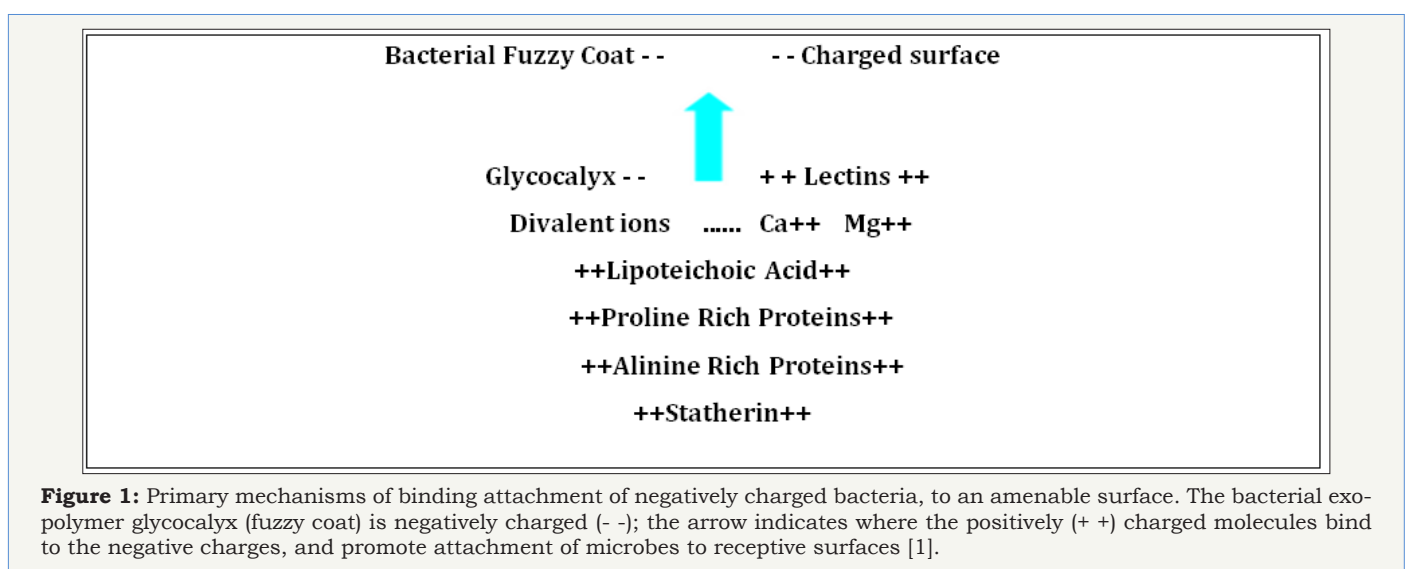 Bacterial Fuzzy Coat - - - - Charged surface
Glycocalyx - - + + Lectins ++
Divalent ions ...... Ca++ Mg++
++Lipoteichoic Acid++
++Proline Rich Proteins++
++Alinine Rich Proteins++
++Statherin++
Figure 1: Primary mechanisms of binding attachment of negatively charged bacteria, to an amenable surface. The bacterial exo-
polymer glycocalyx (fuzzy coat) is negatively charged (- -); the arrow indicates where the positively (+ +) charged molecules bind
to the negative charges, and promote attachment of microbes to receptive surfaces [1].